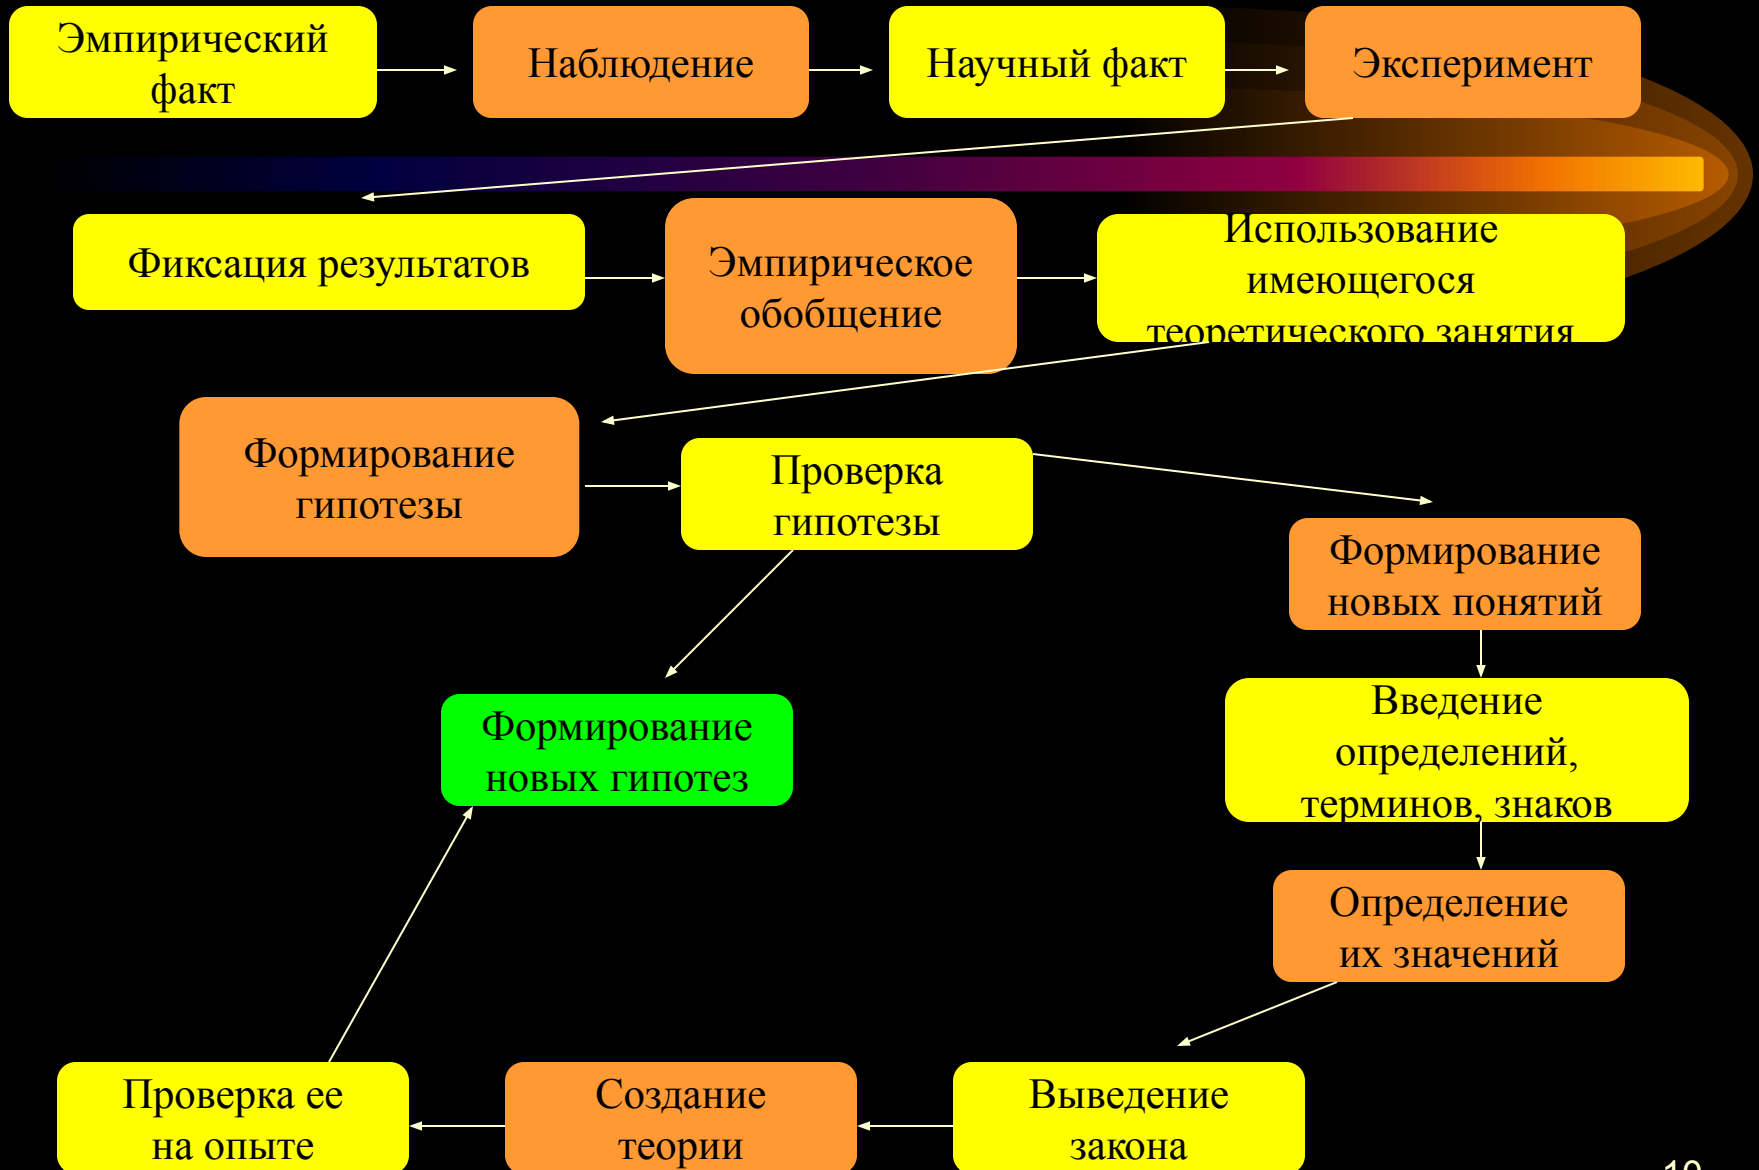 Эмпирический
факт
Наблюдение
Научный факт
Эксперимент
Фиксация результатов
Эмпирическое
обобщение
Использование
имеющегося
теоретического занятия
Формирование
гипотезы
Проверка
гипотезы
Формирование
новых понятий
Формирование
новых гипотез
Введение
определений,
терминов, знаков
Определение
их значений
Проверка ее
на опыте
Создание
теории
Выведение
закона